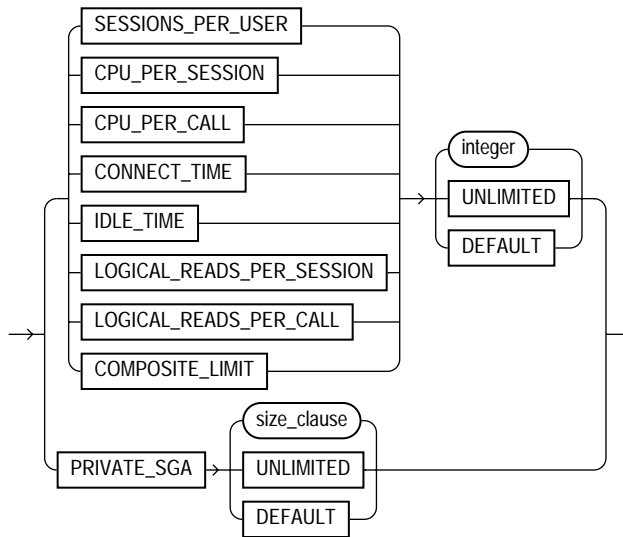 SESSIONS_PER_USER
CPU_PER_SESSION
CPU_PER_CALL
CONNECT_TIME
IDLE_TIME
LOGICAL_READS_PER_SESSION
LOGICAL_READS_PER_CALL
COMPOSITE_LIMIT
integer
UNLIMITED
DEFAULT
PRIVATE_SGA
size_clause
UNLIMITED
DEFAULT